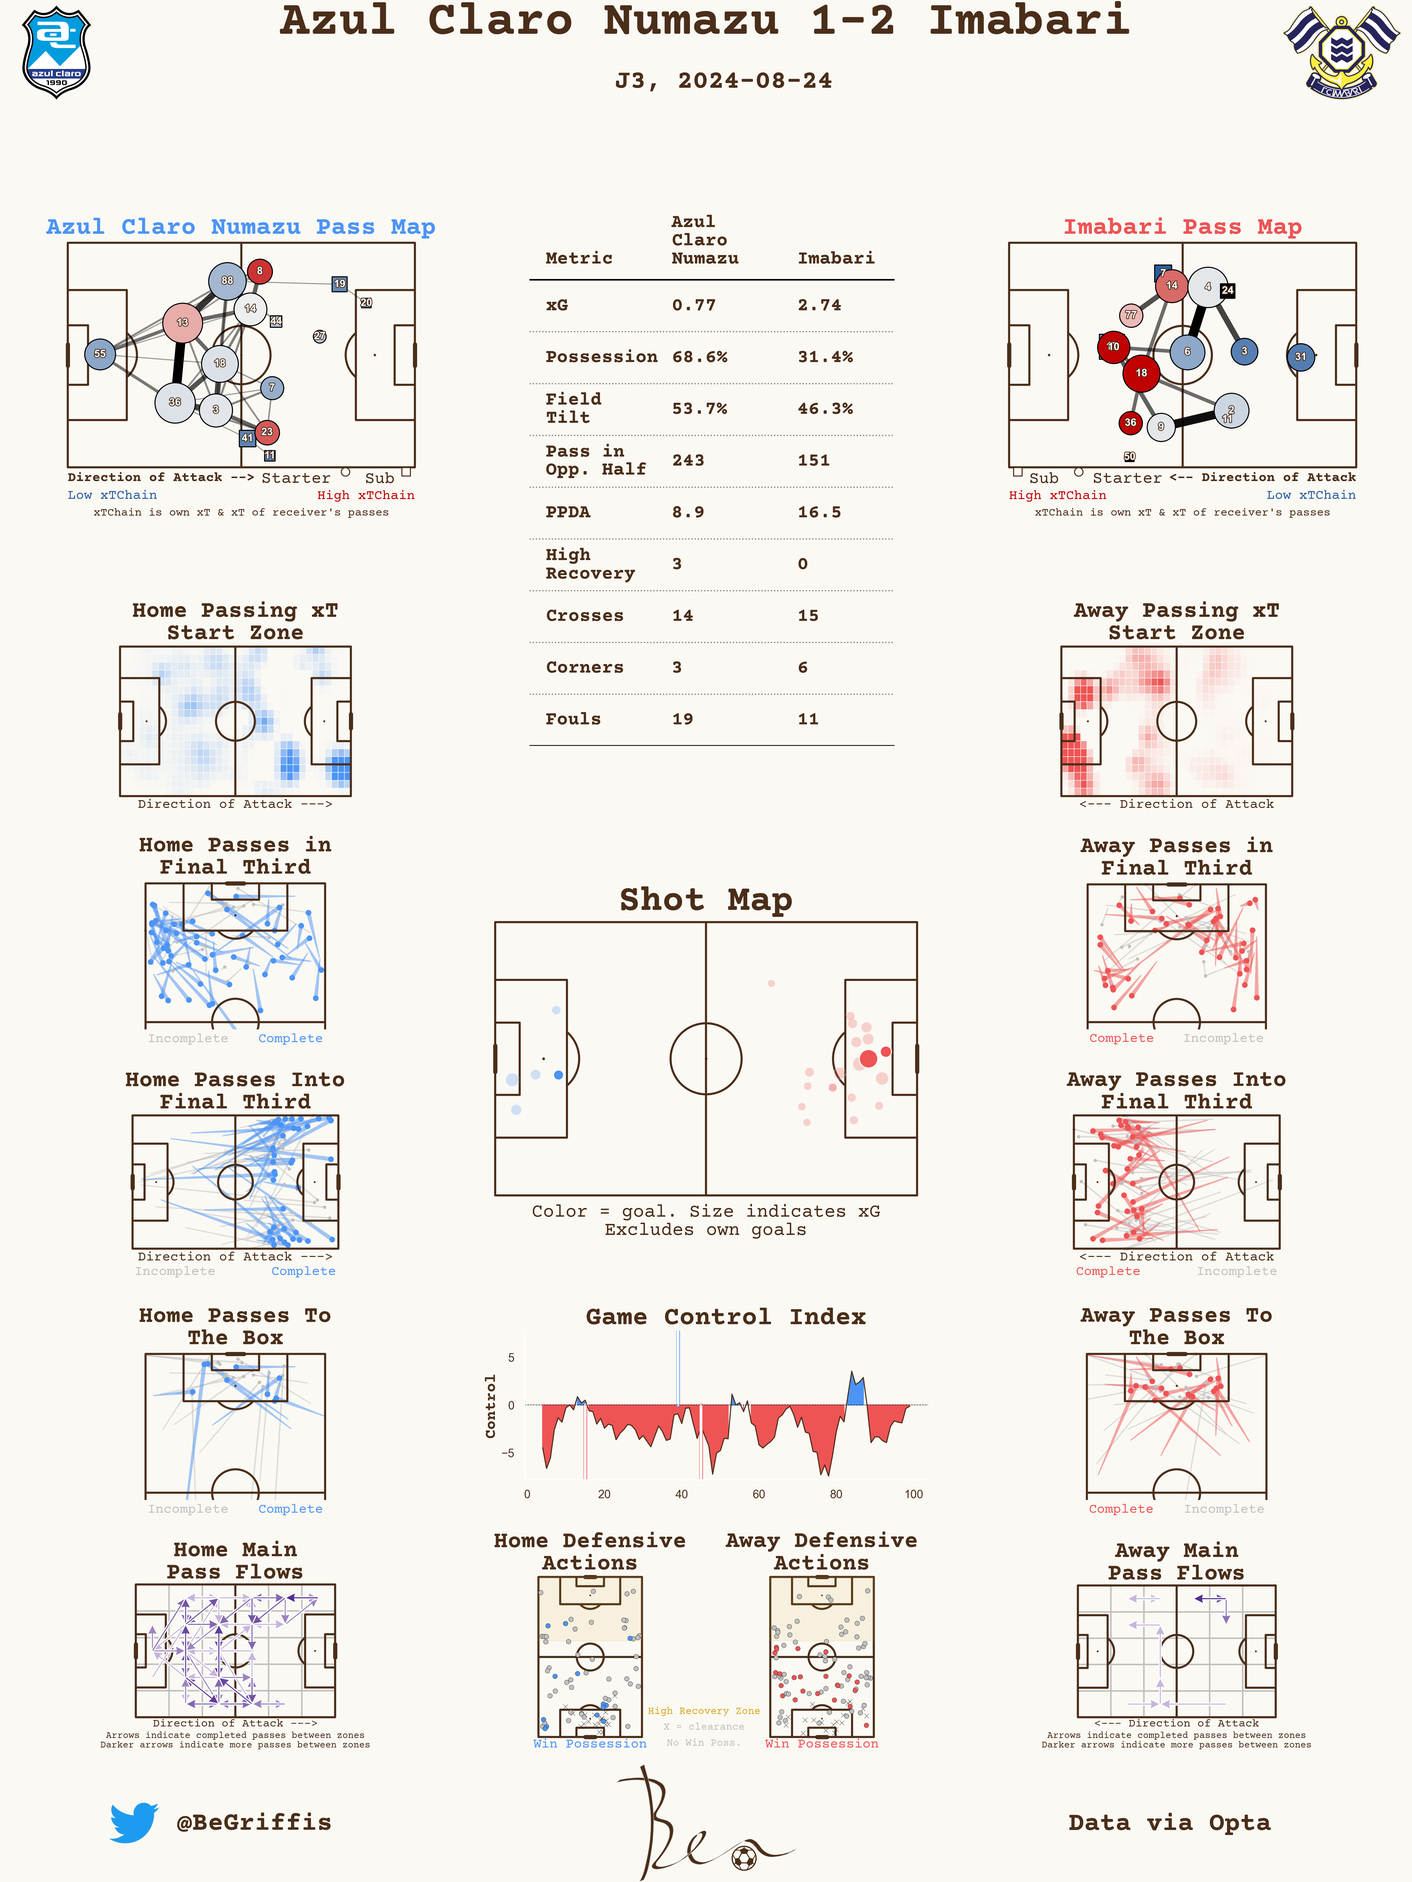 Azul Claro Numazu 1-2 Imabari
J3, 2024-08-24
azul claro
1990
FC.IMABARI
Azul Claro Numazu Pass Map
88
8
19
20
14
44
13
27
55
18
7
36
3
23
41
11
Direction of Attack --> Starter Sub
Low xTChain High xTChain
xTChain is own xT & xT of receiver's passes
Metric Azul Claro Numazu Imabari
xG 0.77 2.74
Possession 68.6% 31.4%
Field Tilt 53.7% 46.3%
Pass in Opp. Half 243 151
PPDA 8.9 16.5
High Recovery 3 0
Crosses 14 15
Corners 3 6
Fouls 19 11
Imabari Pass Map
7
14
4
24
77
10
6
3
31
18
2
11
36
9
50
Sub Starter <-- Direction of Attack
High xTChain Low xTChain
xTChain is own xT & xT of receiver's passes
Home Passing xT
Start Zone
Direction of Attack --->
Away Passing xT
Start Zone
<--- Direction of Attack
Home Passes in
Final Third
Incomplete Complete
Away Passes in
Final Third
Complete Incomplete
Shot Map
Color = goal. Size indicates xG
Excludes own goals
Home Passes Into
Final Third
Direction of Attack --->
Incomplete Complete
Away Passes Into
Final Third
<--- Direction of Attack
Complete Incomplete
Home Passes To
The Box
Incomplete Complete
Game Control Index
Control
5
0
−5
0 20 40 60 80 100
Away Passes To
The Box
Complete Incomplete
Home Main
Pass Flows
Direction of Attack --->
Arrows indicate completed passes between zones
Darker arrows indicate more passes between zones
Home Defensive
Actions
Win Possession
High Recovery Zone
X = clearance
No Win Poss.
Away Defensive
Actions
Win Possession
Away Main
Pass Flows
<--- Direction of Attack
Arrows indicate completed passes between zones
Darker arrows indicate more passes between zones
@BeGriffis
Ben
Data via Opta